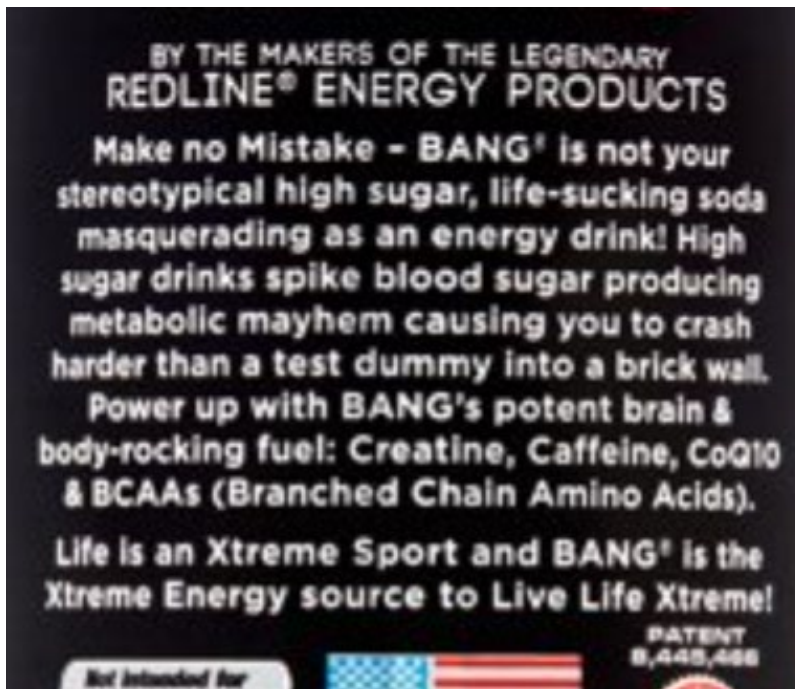 BY THE MAKERS OF THE LEGENDARY
REDLINE® ENERGY PRODUCTS
Make no Mistake - BANG® is not your
stereotypical high sugar, life-sucking soda
masquerading as an energy drink! High
sugar drinks spike blood sugar producing
metabolic mayhem causing you to crash
harder than a test dummy into a brick wall.
Power up with BANG's potent brain &
body-rocking fuel: Creatine, Caffeine, CoQ10
& BCAAs (Branched Chain Amino Acids).
Life is an Xtreme Sport and BANG® is the
Xtreme Energy source to Live Life Xtreme!
PATENT
8,445,466
Not intended for